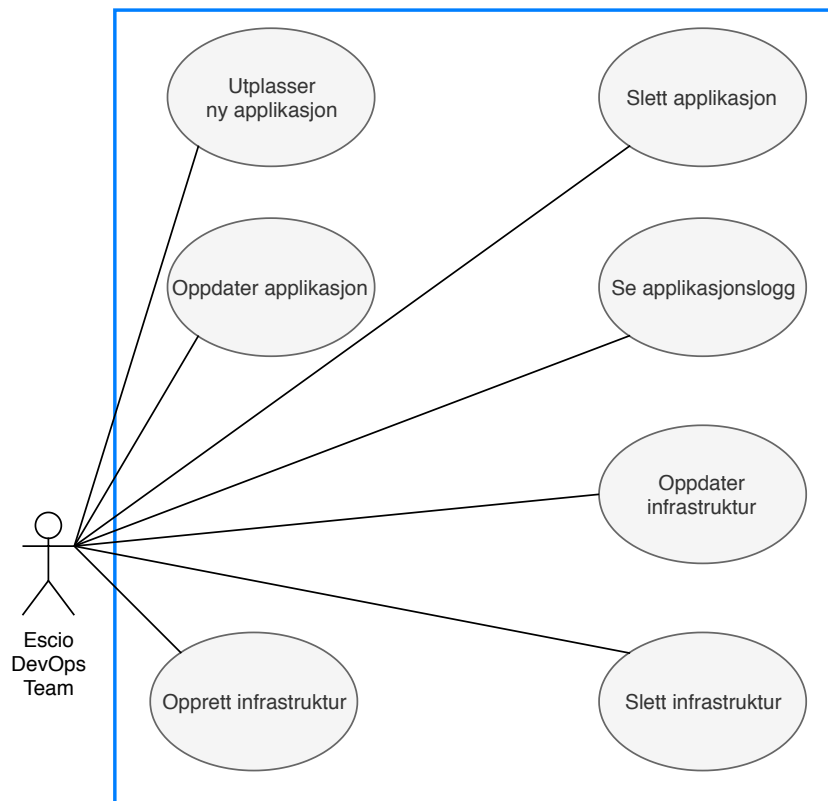 Utplasser
ny applikasjon
Slett applikasjon
Oppdater applikasjon
Se applikasjonslogg
Oppdater
infrastruktur
Escio
DevOps
Team
Opprett infrastruktur
Slett infrastruktur